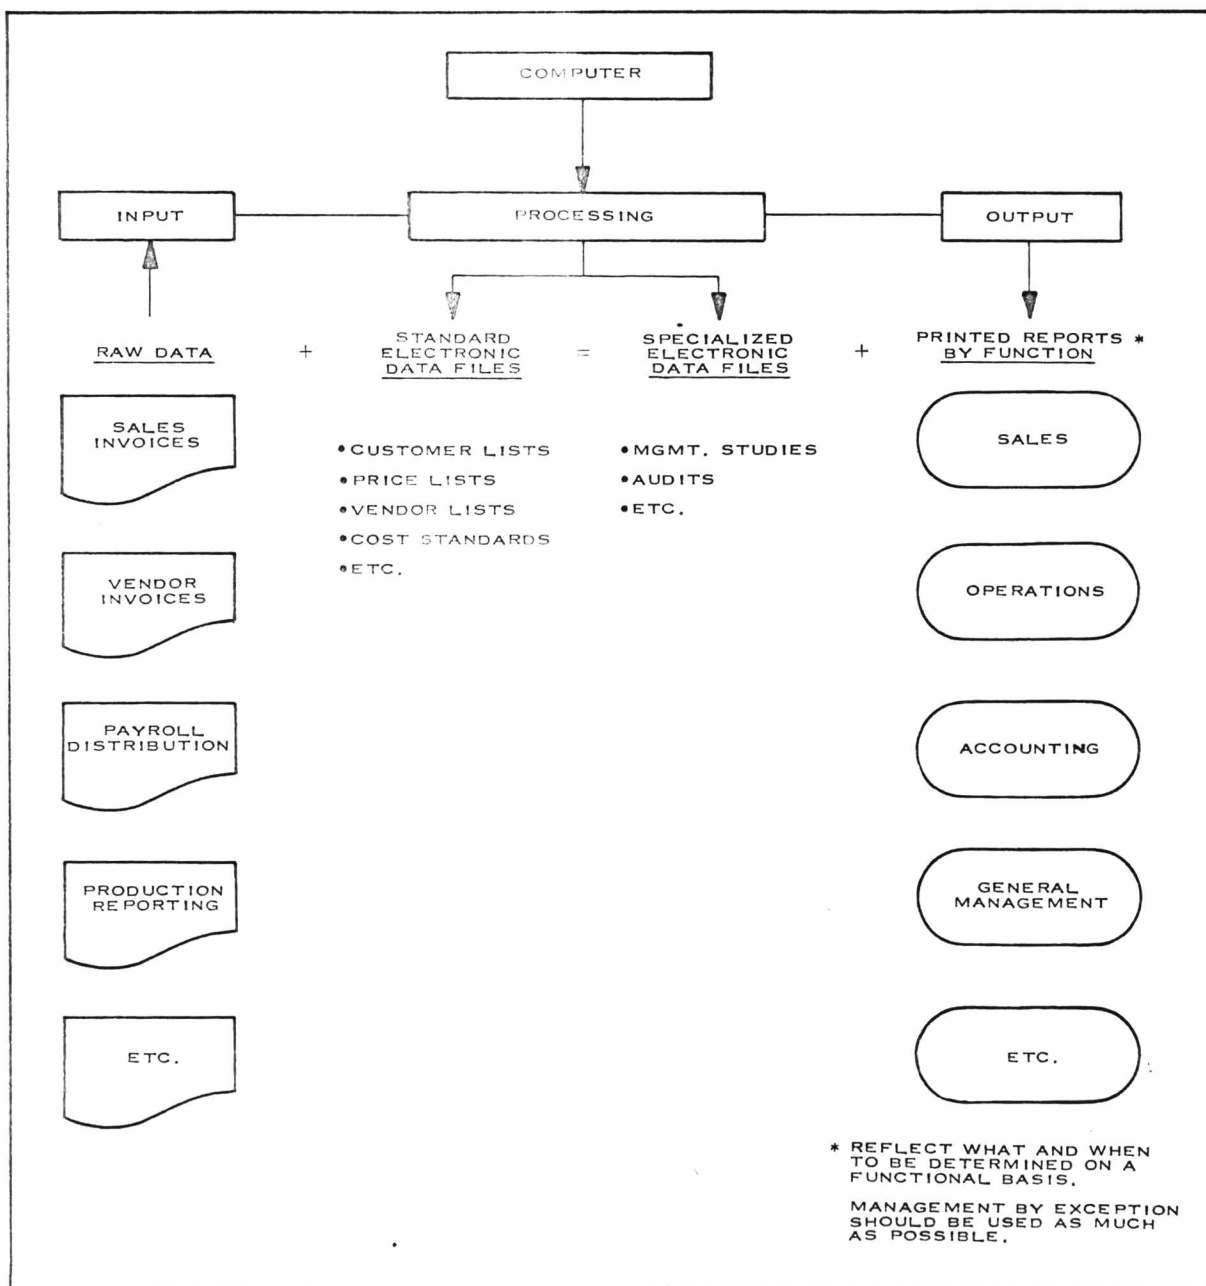 COMPUTER
INPUT
PROCESSING
OUTPUT
RAW DATA
+
STANDARD
ELECTRONIC
DATA FILES
=
SPECIALIZED
ELECTRONIC
DATA FILES
+
PRINTED REPORTS *
BY FUNCTION
SALES
INVOICES
VENDOR
INVOICES
PAYROLL
DISTRIBUTION
PRODUCTION
REPORTING
ETC.
•CUSTOMER LISTS
•PRICE LISTS
•VENDOR LISTS
•COST STANDARDS
•ETC.
•MGMT. STUDIES
•AUDITS
•ETC.
SALES
OPERATIONS
ACCOUNTING
GENERAL
MANAGEMENT
ETC.
* REFLECT WHAT AND WHEN
TO BE DETERMINED ON A
FUNCTIONAL BASIS.
MANAGEMENT BY EXCEPTION
SHOULD BE USED AS MUCH
AS POSSIBLE.